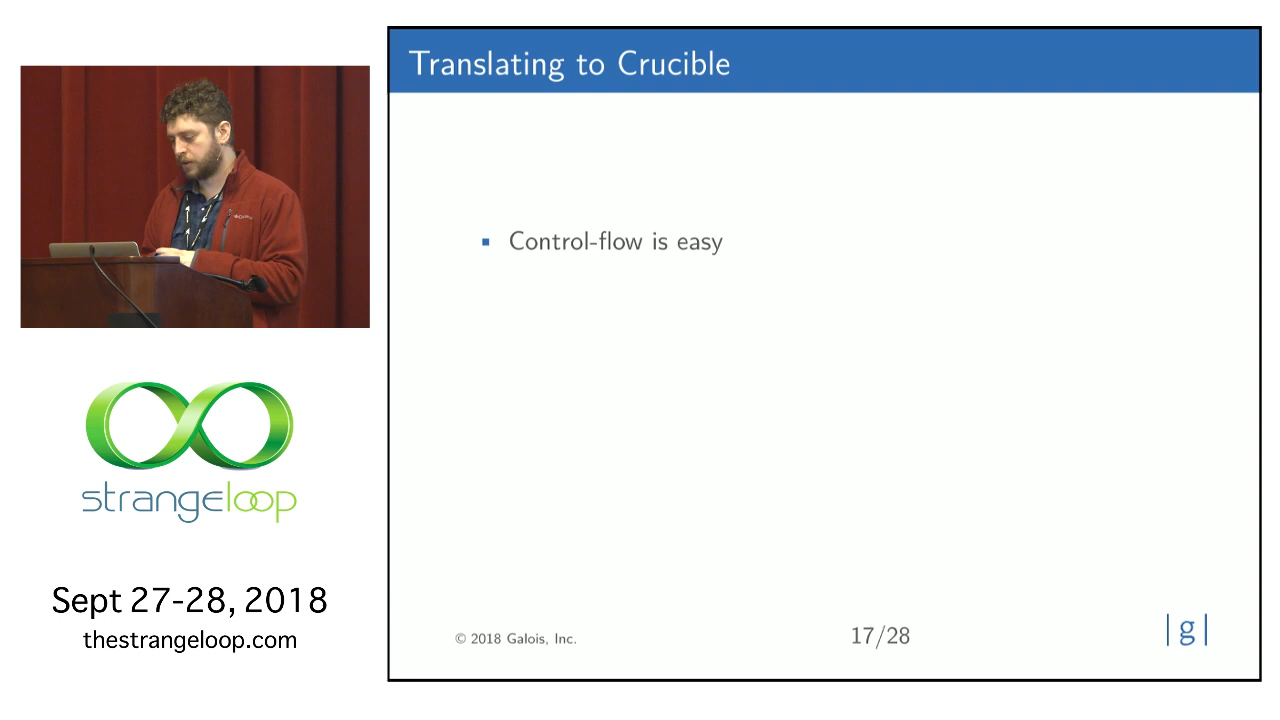 Translating to Crucible
Control-flow is easy
strangeloop
Sept 27-28, 2018
thestrangeloop.com
© 2018 Galois, Inc.
17/28
|g|